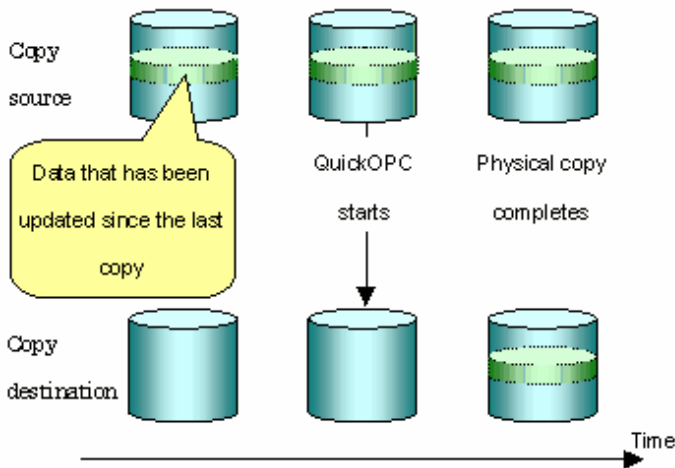 Copy
source
Data that has been
updated since the last
copy
QuickOPC
starts
Physical copy
completes
Copy
destination
Time